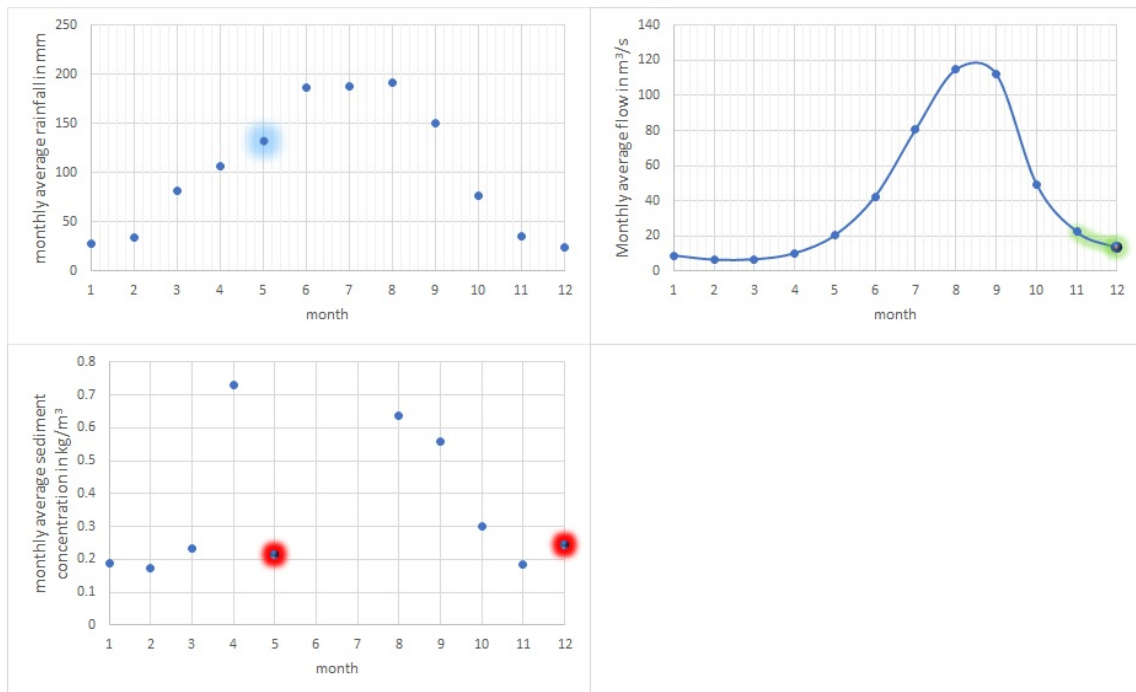 monthly average rainfall in mm
250
200
150
100
50
0
1 2 3 4 5 6 7 8 9 10 11 12
month
Monthly average flow in m³/s
140
120
100
80
60
40
20
0
1 2 3 4 5 6 7 8 9 10 11 12
month
monthly average sediment
concentration in kg/m³
0.8
0.7
0.6
0.5
0.4
0.3
0.2
0.1
0
1 2 3 4 5 6 7 8 9 10 11 12
month